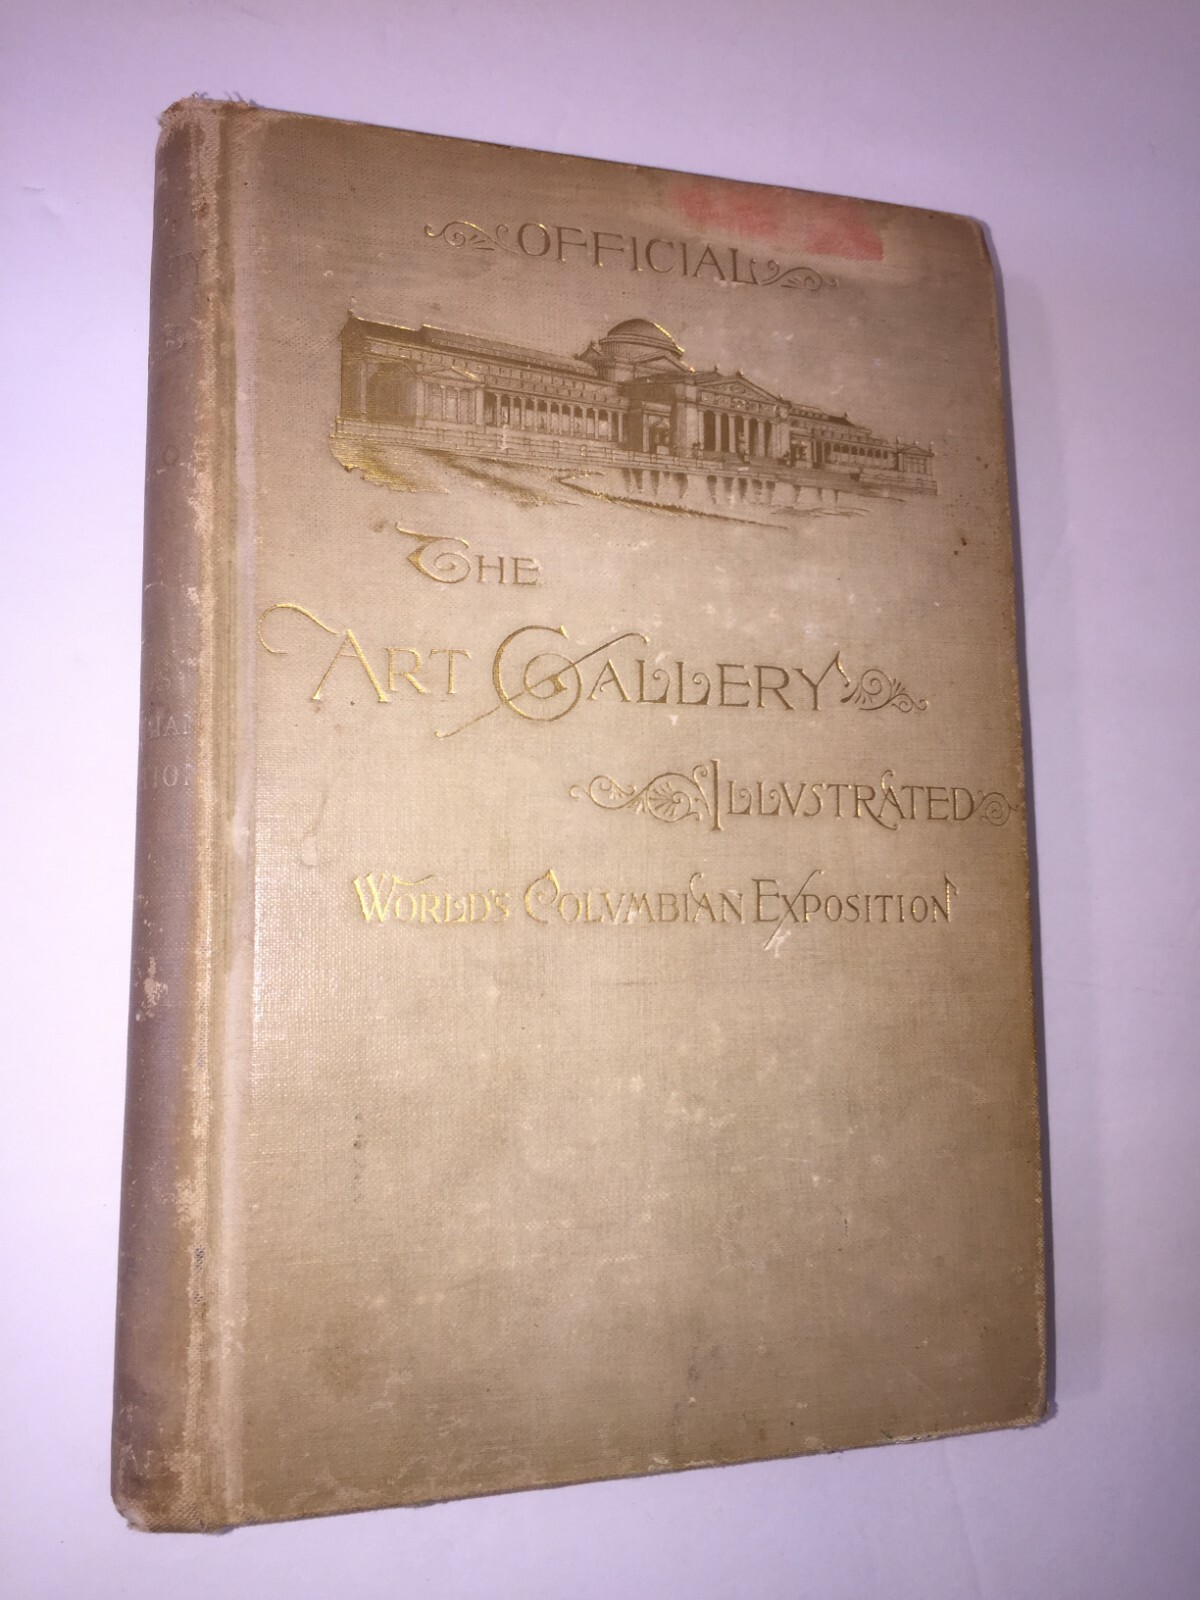 OFFICIAL
THE
ART GALLERY
ILLVSTRATED
WORLD'S COLVMBIAN EXPOSITION